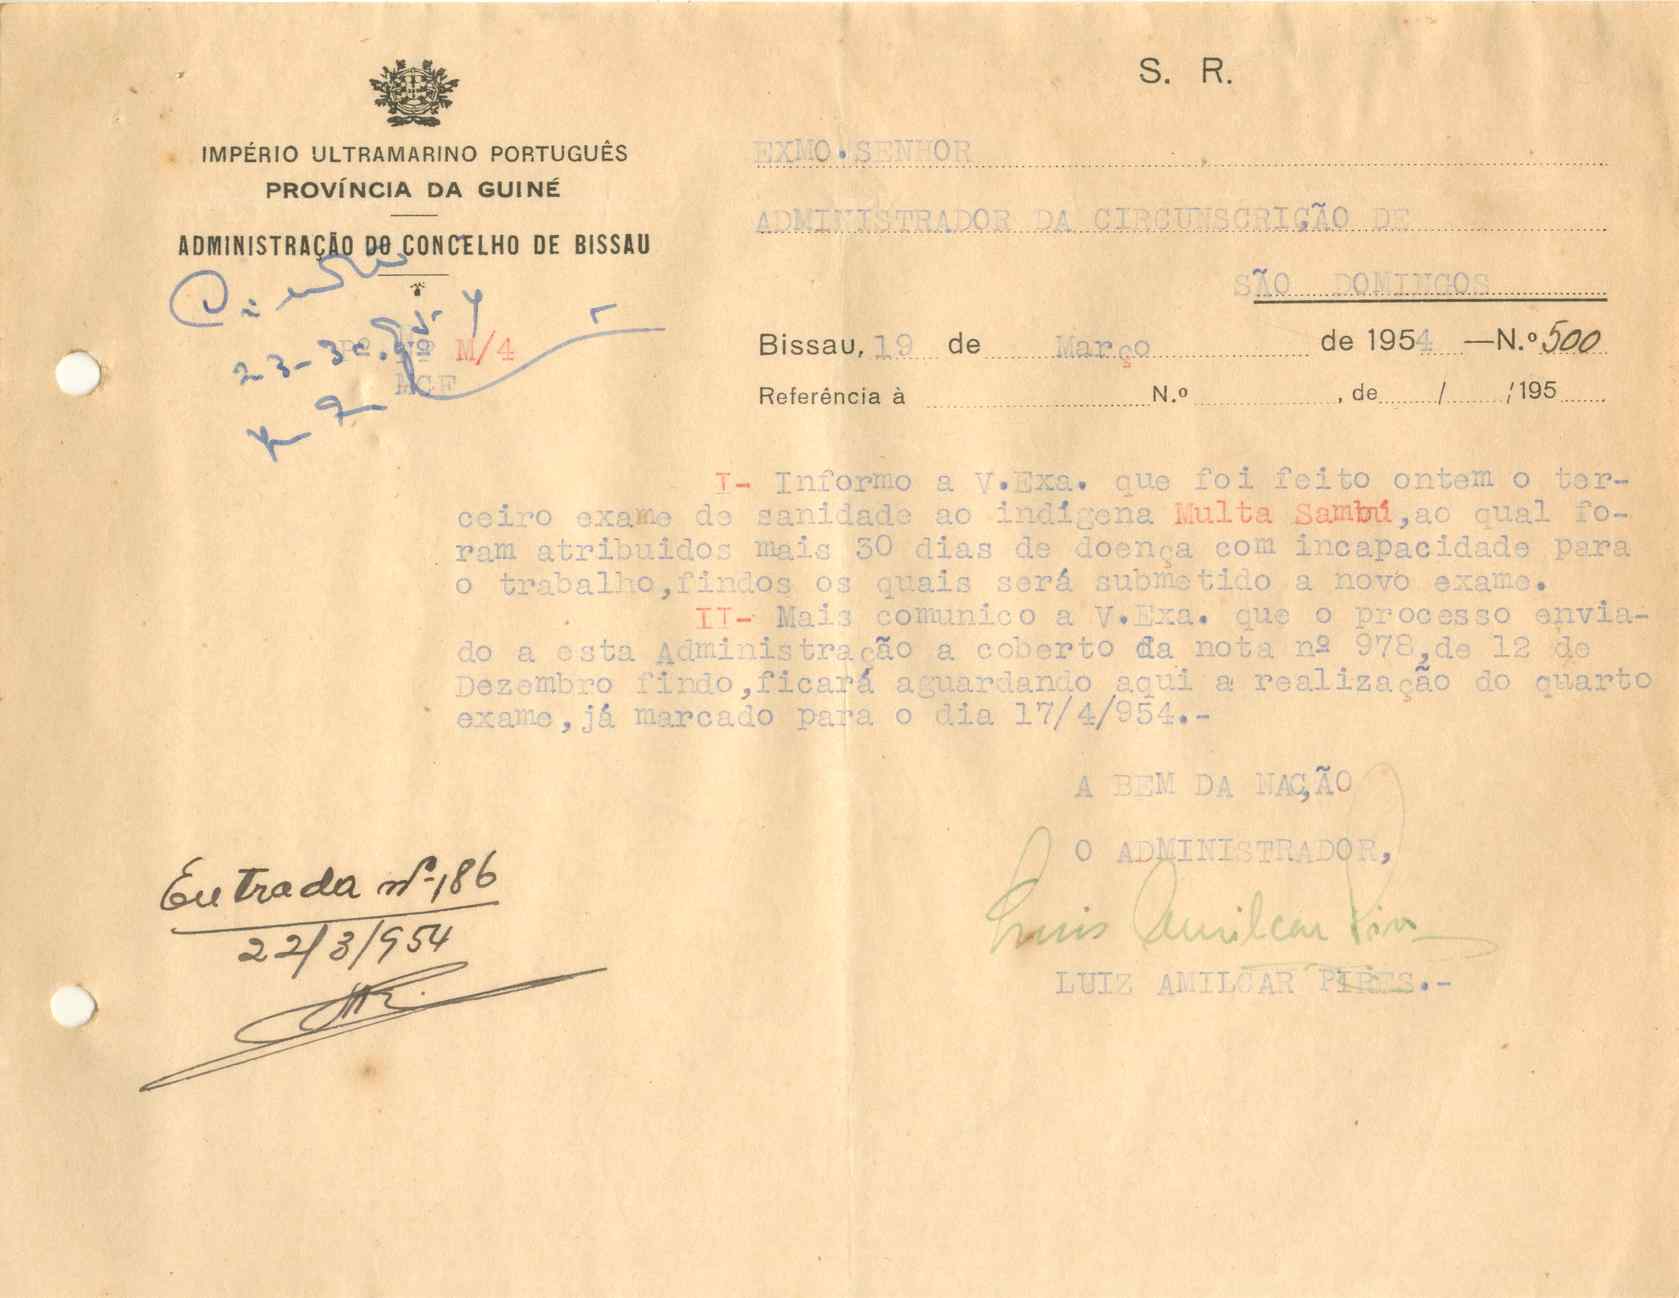 S. R.
IMPÉRIO ULTRAMARINO PORTUGUÊS
PROVÍNCIA DA GUINÉ
ADMINISTRAÇÃO DO CONCELHO DE BISSAU
Pº. Nº M/4
MCF
EXMO.SENHOR
ADMINISTRADOR DA CIRCUNSCRIÇÃO DE
SÃO DOMINGOS
Bissau, 19 de Março de 1954 —N.º 500
Referência à N.º , de / /195
I- Informo a V.Exa. que foi feito ontem o ter-
ceiro exame de sanidade ao indígena Multa Sambú,ao qual fo-
ram atribuidos mais 30 dias de doença com incapacidade para
o trabalho,findos os quais será submetido a novo exame.
II- Mais comunico a V.Exa. que o processo envia-
do a esta Administração a coberto da nota nº 978,de 12 de
Dezembro findo,ficará aguardando aqui a realização do quarto
exame,já marcado para o dia 17/4/954.-
A BEM DA NAÇÃO
O ADMINISTRADOR,
Luis Amilcar Pires
LUIZ AMILCAR PIRES.-
Entrada nº 186
22/3/954